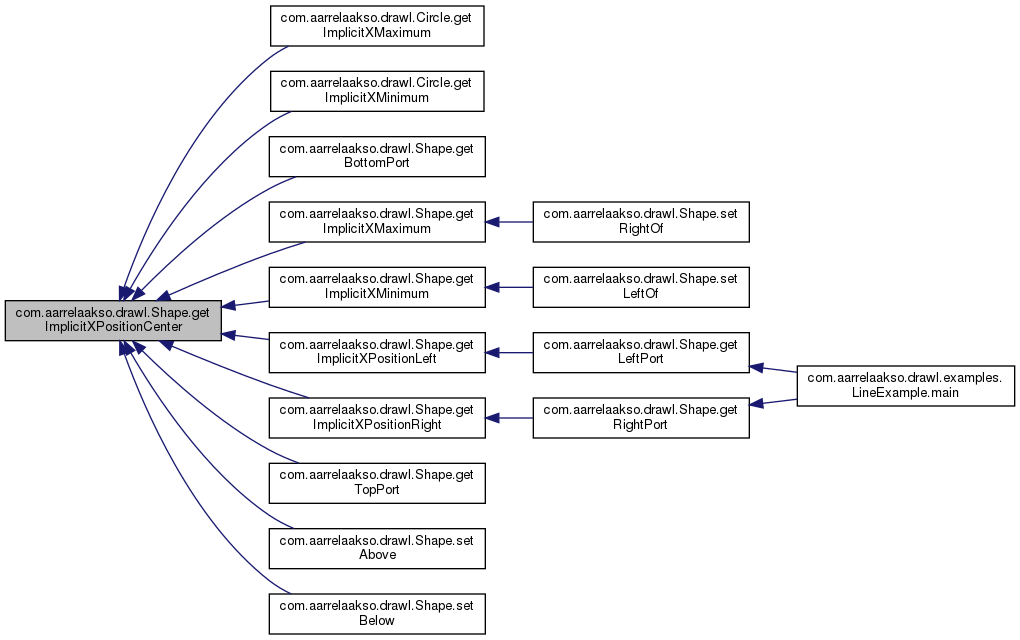 com.aarrelaakso.drawl.Shape.get
ImplicitXPositionCenter
com.aarrelaakso.drawl.Circle.get
ImplicitXMaximum
com.aarrelaakso.drawl.Circle.get
ImplicitXMinimum
com.aarrelaakso.drawl.Shape.get
BottomPort
com.aarrelaakso.drawl.Shape.get
ImplicitXMaximum
com.aarrelaakso.drawl.Shape.set
RightOf
com.aarrelaakso.drawl.Shape.get
ImplicitXMinimum
com.aarrelaakso.drawl.Shape.set
LeftOf
com.aarrelaakso.drawl.Shape.get
ImplicitXPositionLeft
com.aarrelaakso.drawl.Shape.get
LeftPort
com.aarrelaakso.drawl.examples.
LineExample.main
com.aarrelaakso.drawl.Shape.get
ImplicitXPositionRight
com.aarrelaakso.drawl.Shape.get
RightPort
com.aarrelaakso.drawl.Shape.get
TopPort
com.aarrelaakso.drawl.Shape.set
Above
com.aarrelaakso.drawl.Shape.set
Below